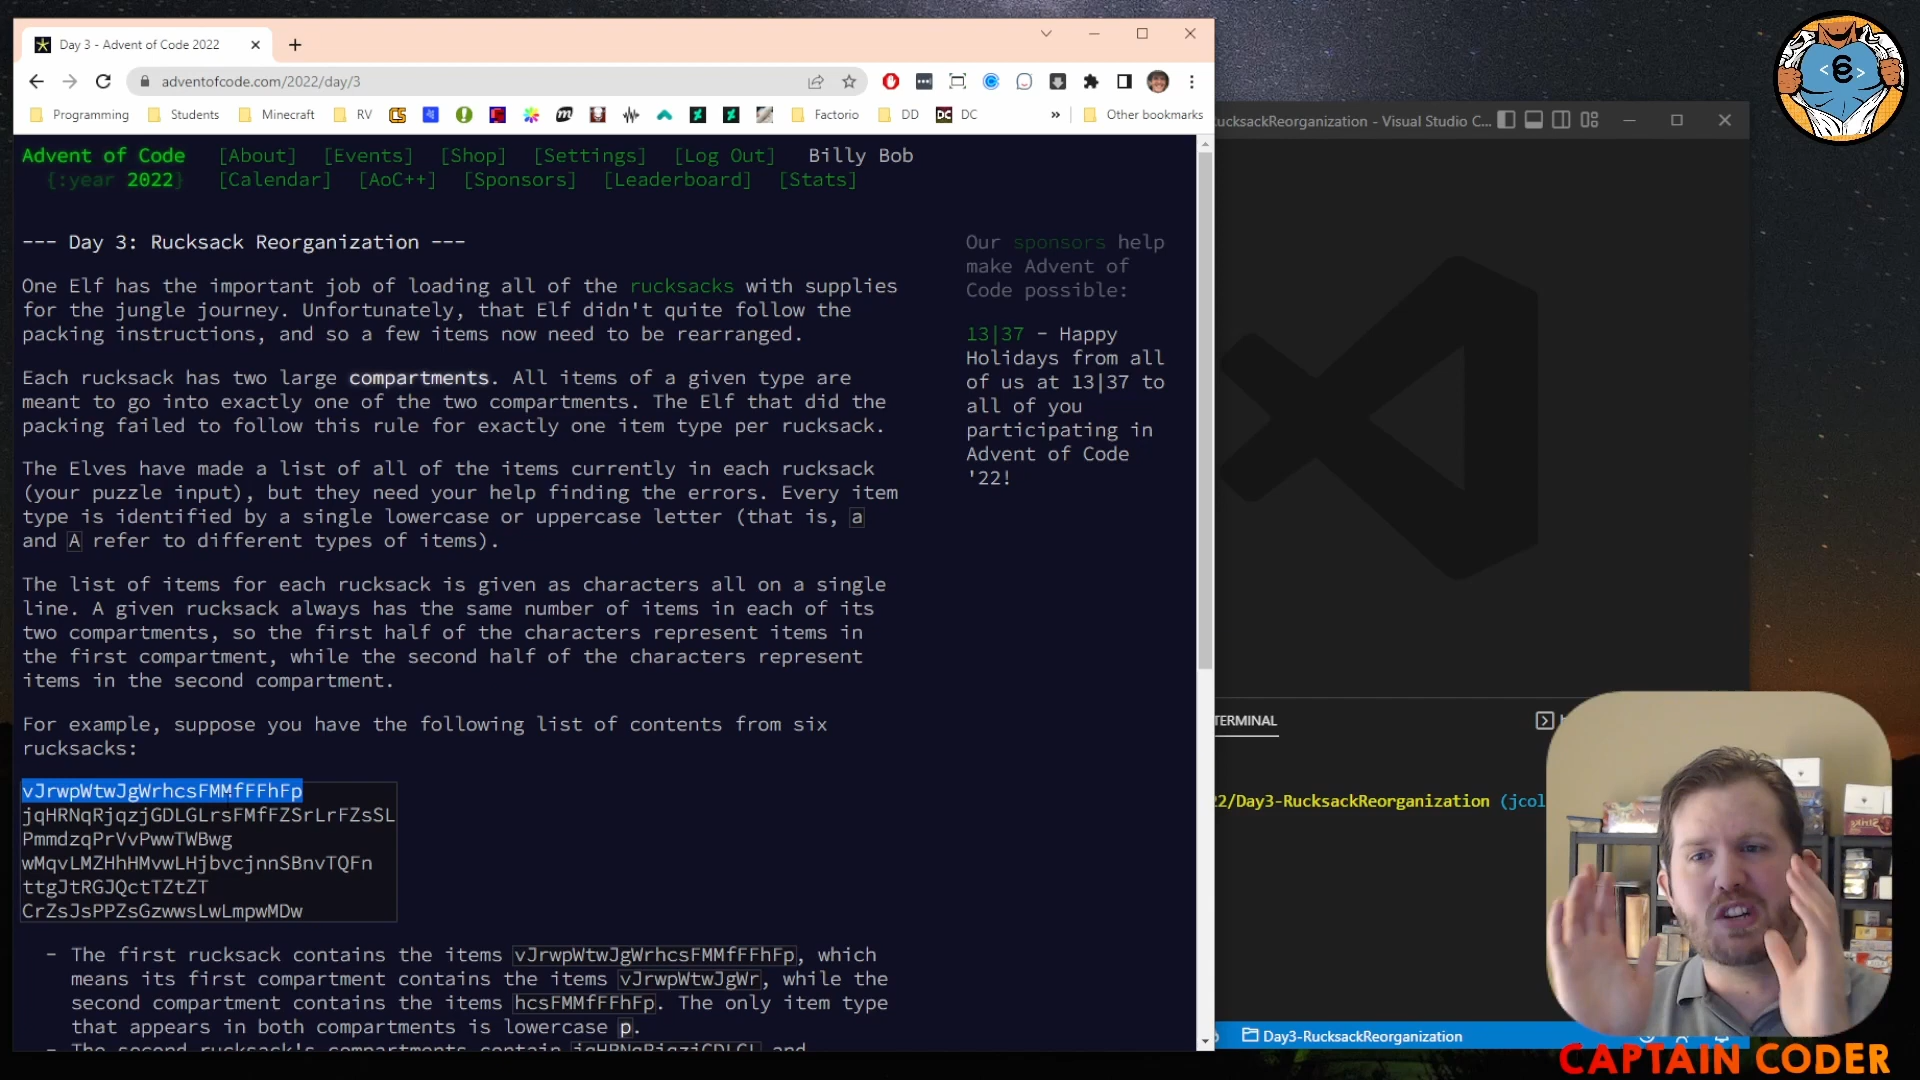 Day 3 - Advent of Code 2022
adventofcode.com/2022/day/3
Programming Students Minecraft RV Factorio DD DC DC » Other bookmarks
Advent of Code [About] [Events] [Shop] [Settings] [Log Out] Billy Bob
{:year 2022} [Calendar] [AoC++] [Sponsors] [Leaderboard] [Stats]
--- Day 3: Rucksack Reorganization ---
One Elf has the important job of loading all of the rucksacks with supplies
for the jungle journey. Unfortunately, that Elf didn't quite follow the
packing instructions, and so a few items now need to be rearranged.
Each rucksack has two large compartments. All items of a given type are
meant to go into exactly one of the two compartments. The Elf that did the
packing failed to follow this rule for exactly one item type per rucksack.
The Elves have made a list of all of the items currently in each rucksack
(your puzzle input), but they need your help finding the errors. Every item
type is identified by a single lowercase or uppercase letter (that is, a
and A refer to different types of items).
The list of items for each rucksack is given as characters all on a single
line. A given rucksack always has the same number of items in each of its
two compartments, so the first half of the characters represent items in
the first compartment, while the second half of the characters represent
items in the second compartment.
For example, suppose you have the following list of contents from six
rucksacks:
vJrwpWtwJgWrhcsFMMfFFhFp
jqHRNqRjqzjGDLGLrsFMfFZSrLrFZsSL
PmmdzqPrVvPwwTWBwg
wMqvLMZHhHMvwLHjbvcjnnSBnvTQFn
ttgJtRGJQctTZtZT
CrZsJsPPZsGzwwsLwLmpwMDw
- The first rucksack contains the items vJrwpWtwJgWrhcsFMMfFFhFp, which
means its first compartment contains the items vJrwpWtwJgWr, while the
second compartment contains the items hcsFMMfFFhFp. The only item type
that appears in both compartments is lowercase p.
- The second rucksack's compartments contain jqHRNqRjqzjGDLGL and
Our sponsors help
make Advent of
Code possible:
13|37 - Happy
Holidays from all
of us at 13|37 to
all of you
participating in
Advent of Code
'22!
ucksackReorganization - Visual Studio C...
TERMINAL
22/Day3-RucksackReorganization (jcol
Day3-RucksackReorganization
CAPTAIN CODER